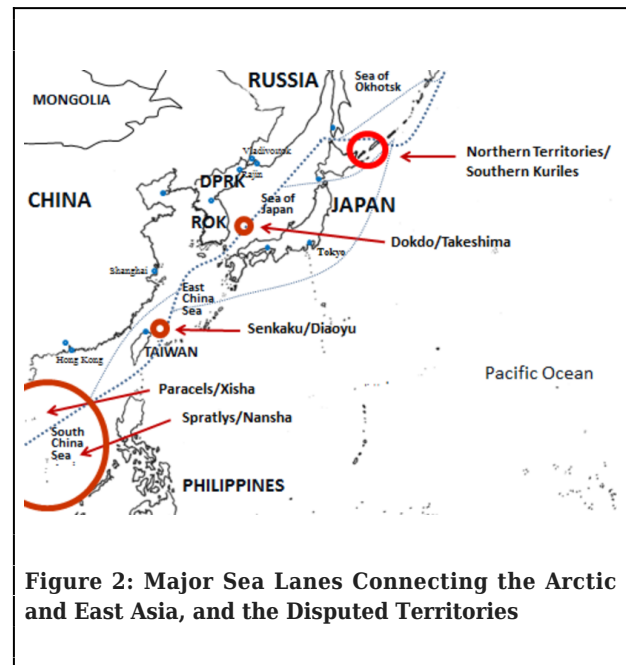 RUSSIA
Sea of
Okhotsk
MONGOLIA
Vladivostok
Northern Territories/
Southern Kuriles
Rajin
DPRK
CHINA
Sea of
Japan
JAPAN
ROK
Dokdo/Takeshima
Tokyo
Shanghai
East
China
Sea
Senkaku/Diaoyu
TAIWAN
Hong Kong
Pacific Ocean
Paracels/Xisha
Spratlys/Nansha
South
China
Sea
PHILIPPINES
Figure 2: Major Sea Lanes Connecting the Arctic
and East Asia, and the Disputed Territories